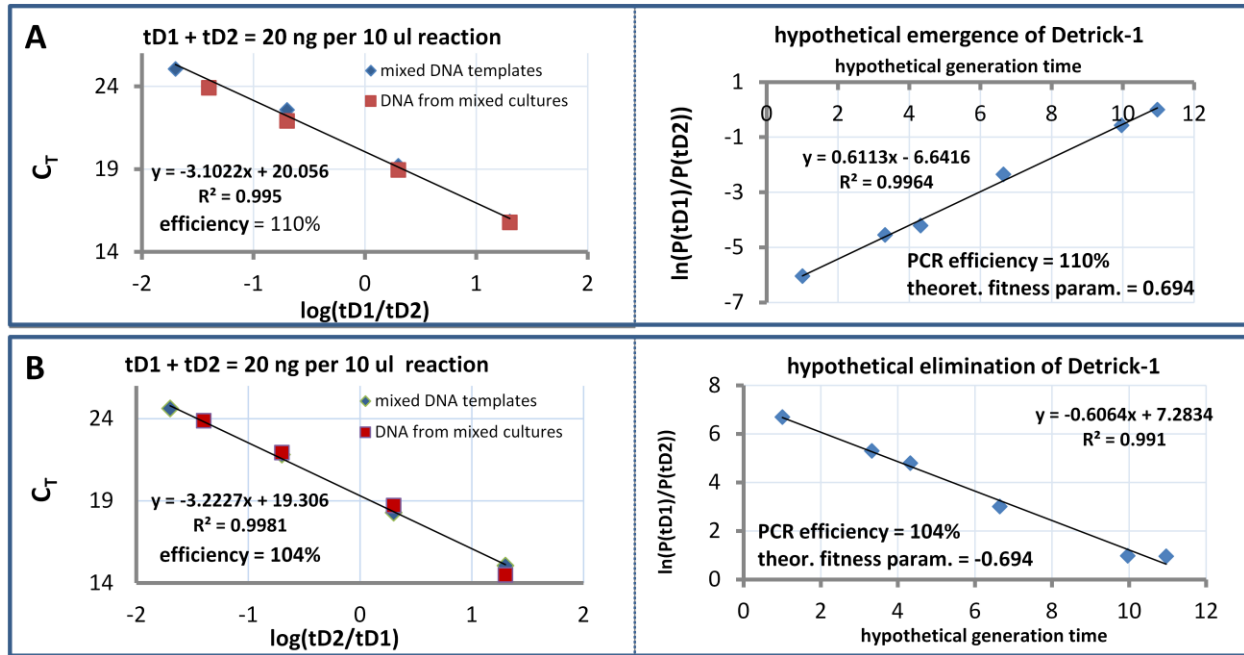 A
tD1 + tD2 = 20 ng per 10 ul reaction
24
19
14
C_T
mixed DNA templates
DNA from mixed cultures
y = -3.1022x + 20.056
R² = 0.995
efficiency = 110%
-2 -1 0 1 2
log(tD1/tD2)
hypothetical emergence of Detrick-1
hypothetical generation time
0 2 4 6 8 10 12
1
-1
-3
-5
-7
ln(P(tD1)/P(tD2))
y = 0.6113x - 6.6416
R² = 0.9964
PCR efficiency = 110%
theoret. fitness param. = 0.694
B
tD1 + tD2 = 20 ng per 10 ul reaction
24
19
14
C_T
mixed DNA templates
DNA from mixed cultures
y = -3.2227x + 19.306
R² = 0.9981
efficiency = 104%
-2 -1 0 1 2
log(tD2/tD1)
hypothetical elimination of Detrick-1
8
6
4
2
0
ln(P(tD1)/P(tD2))
y = -0.6064x + 7.2834
R² = 0.991
PCR efficiency = 104%
theor. fitness param. = -0.694
0 2 4 6 8 10 12
hypothetical generation time